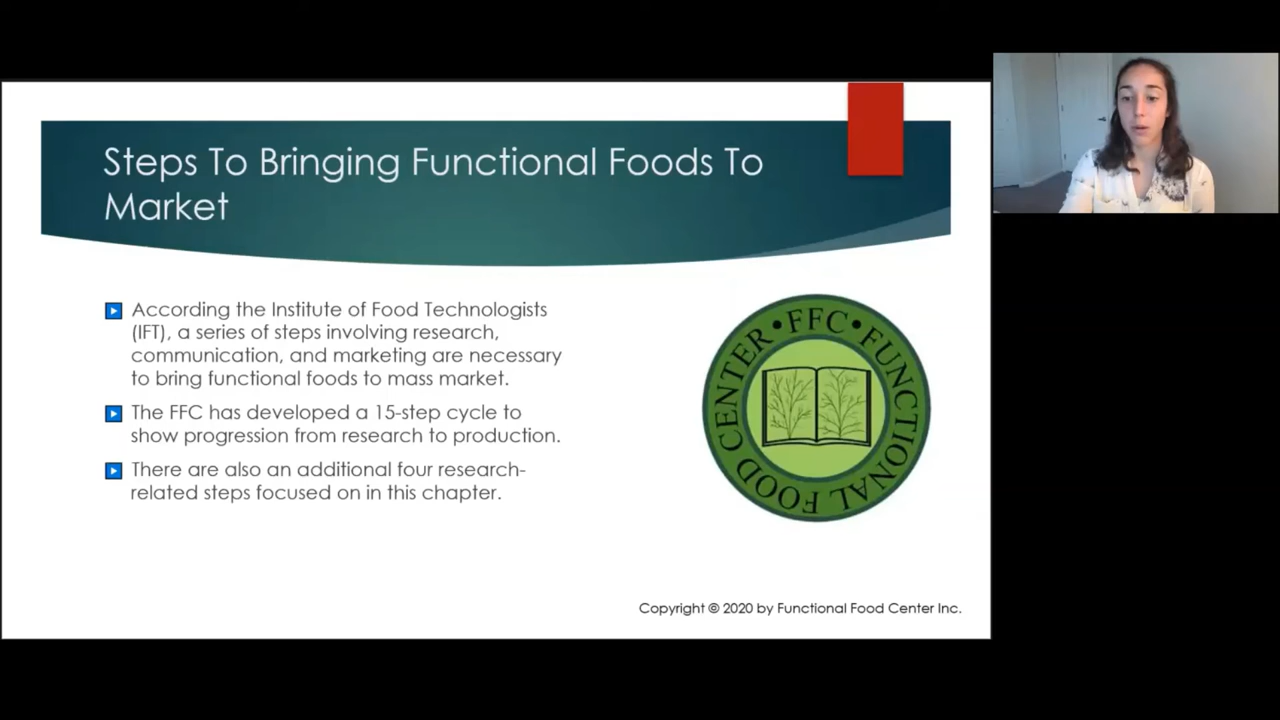 Steps To Bringing Functional Foods To
Market
According the Institute of Food Technologists
(IFT), a series of steps involving research,
communication, and marketing are necessary
to bring functional foods to mass market.
The FFC has developed a 15-step cycle to
show progression from research to production.
There are also an additional four research-
related steps focused on in this chapter.
•FFC•FUNCTIONAL FOOD CENTER
Copyright © 2020 by Functional Food Center Inc.